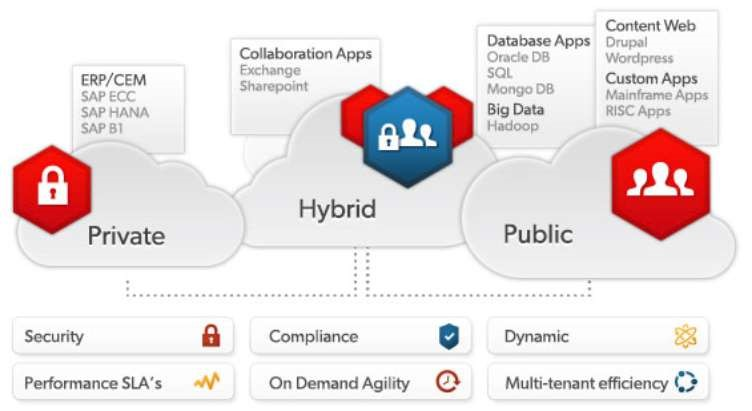 ERP/CEM
SAP ECC
SAP HANA
SAP B1
Collaboration Apps
Exchange
Sharepoint
Database Apps
Oracle DB
SQL
Mongo DB
Big Data
Hadoop
Content Web
Drupal
Wordpress
Custom Apps
Mainframe Apps
RISC Apps
Private
Hybrid
Public
Security
Compliance
Dynamic
Performance SLA's
On Demand Agility
Multi-tenant efficiency